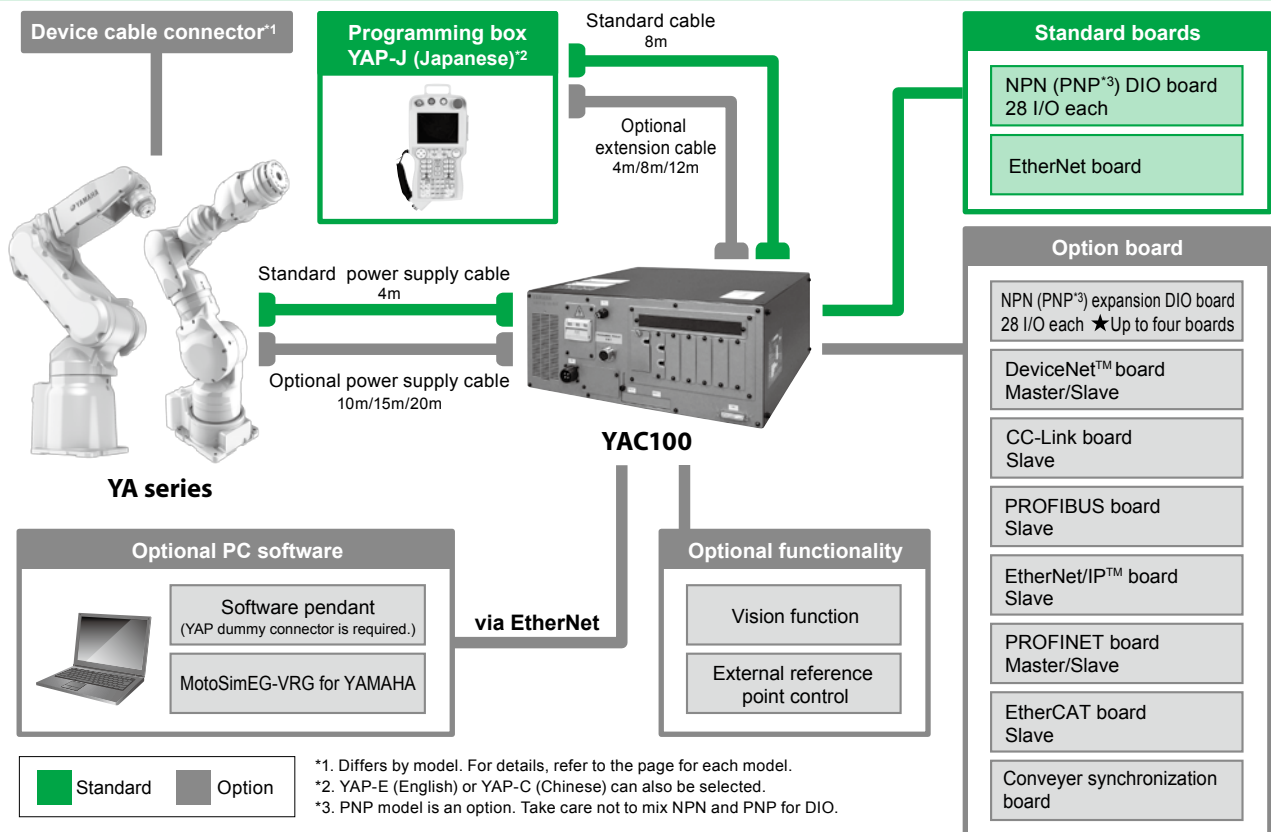 Device cable connector*1
Programming box
YAP-J (Japanese)*2
Standard cable
8m
Optional
extension cable
4m/8m/12m
Standard boards
NPN (PNP*3) DIO board
28 I/O each
EtherNet board
YAMAHA
Standard power supply cable
4m
Optional power supply cable
10m/15m/20m
YA series
YAC100
Option board
NPN (PNP*3) expansion DIO board
28 I/O each ★Up to four boards
DeviceNet™ board
Master/Slave
CC-Link board
Slave
PROFIBUS board
Slave
EtherNet/IP™ board
Slave
PROFINET board
Master/Slave
EtherCAT board
Slave
Conveyer synchronization
board
Optional PC software
Software pendant
(YAP dummy connector is required.)
MotoSimEG-VRG for YAMAHA
via EtherNet
Optional functionality
Vision function
External reference
point control
Standard
Option
*1. Differs by model. For details, refer to the page for each model.
*2. YAP-E (English) or YAP-C (Chinese) can also be selected.
*3. PNP model is an option. Take care not to mix NPN and PNP for DIO.